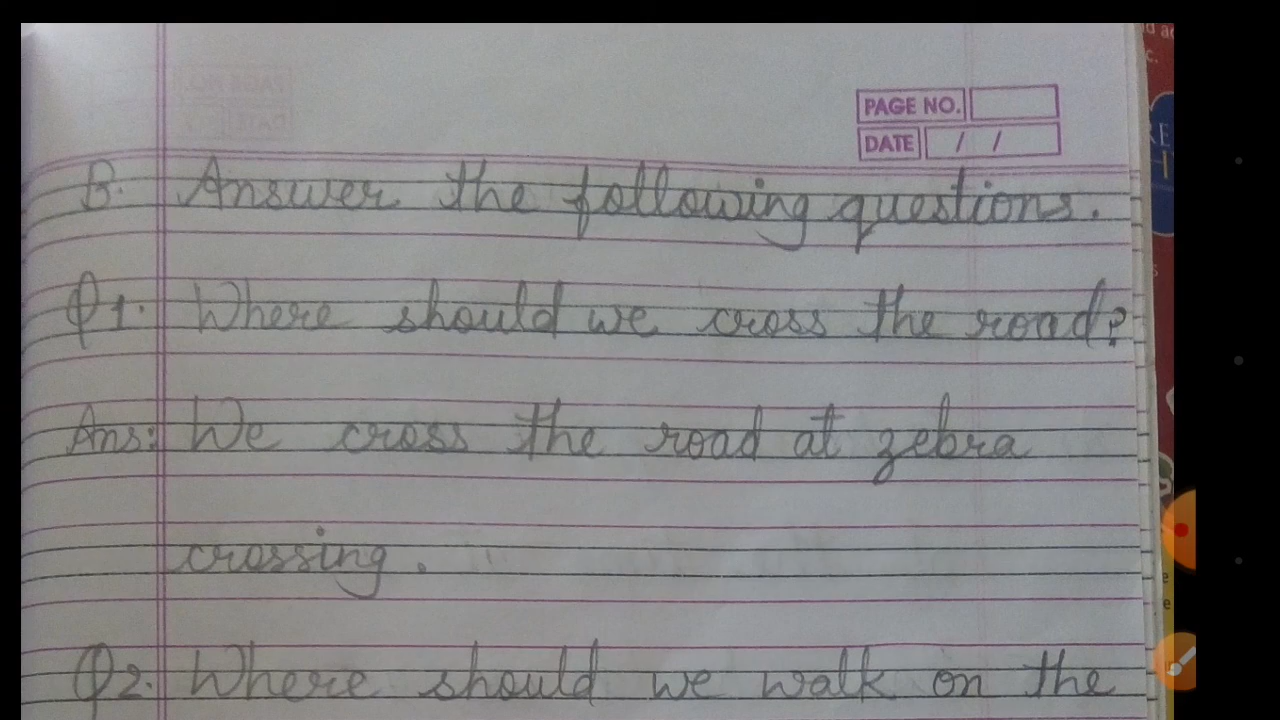 PAGE NO.
DATE / /
B. Answer the following questions.
Q1. Where should we cross the road?
Ans: We cross the road at zebra
crossing.
Q2. Where should we walk on the